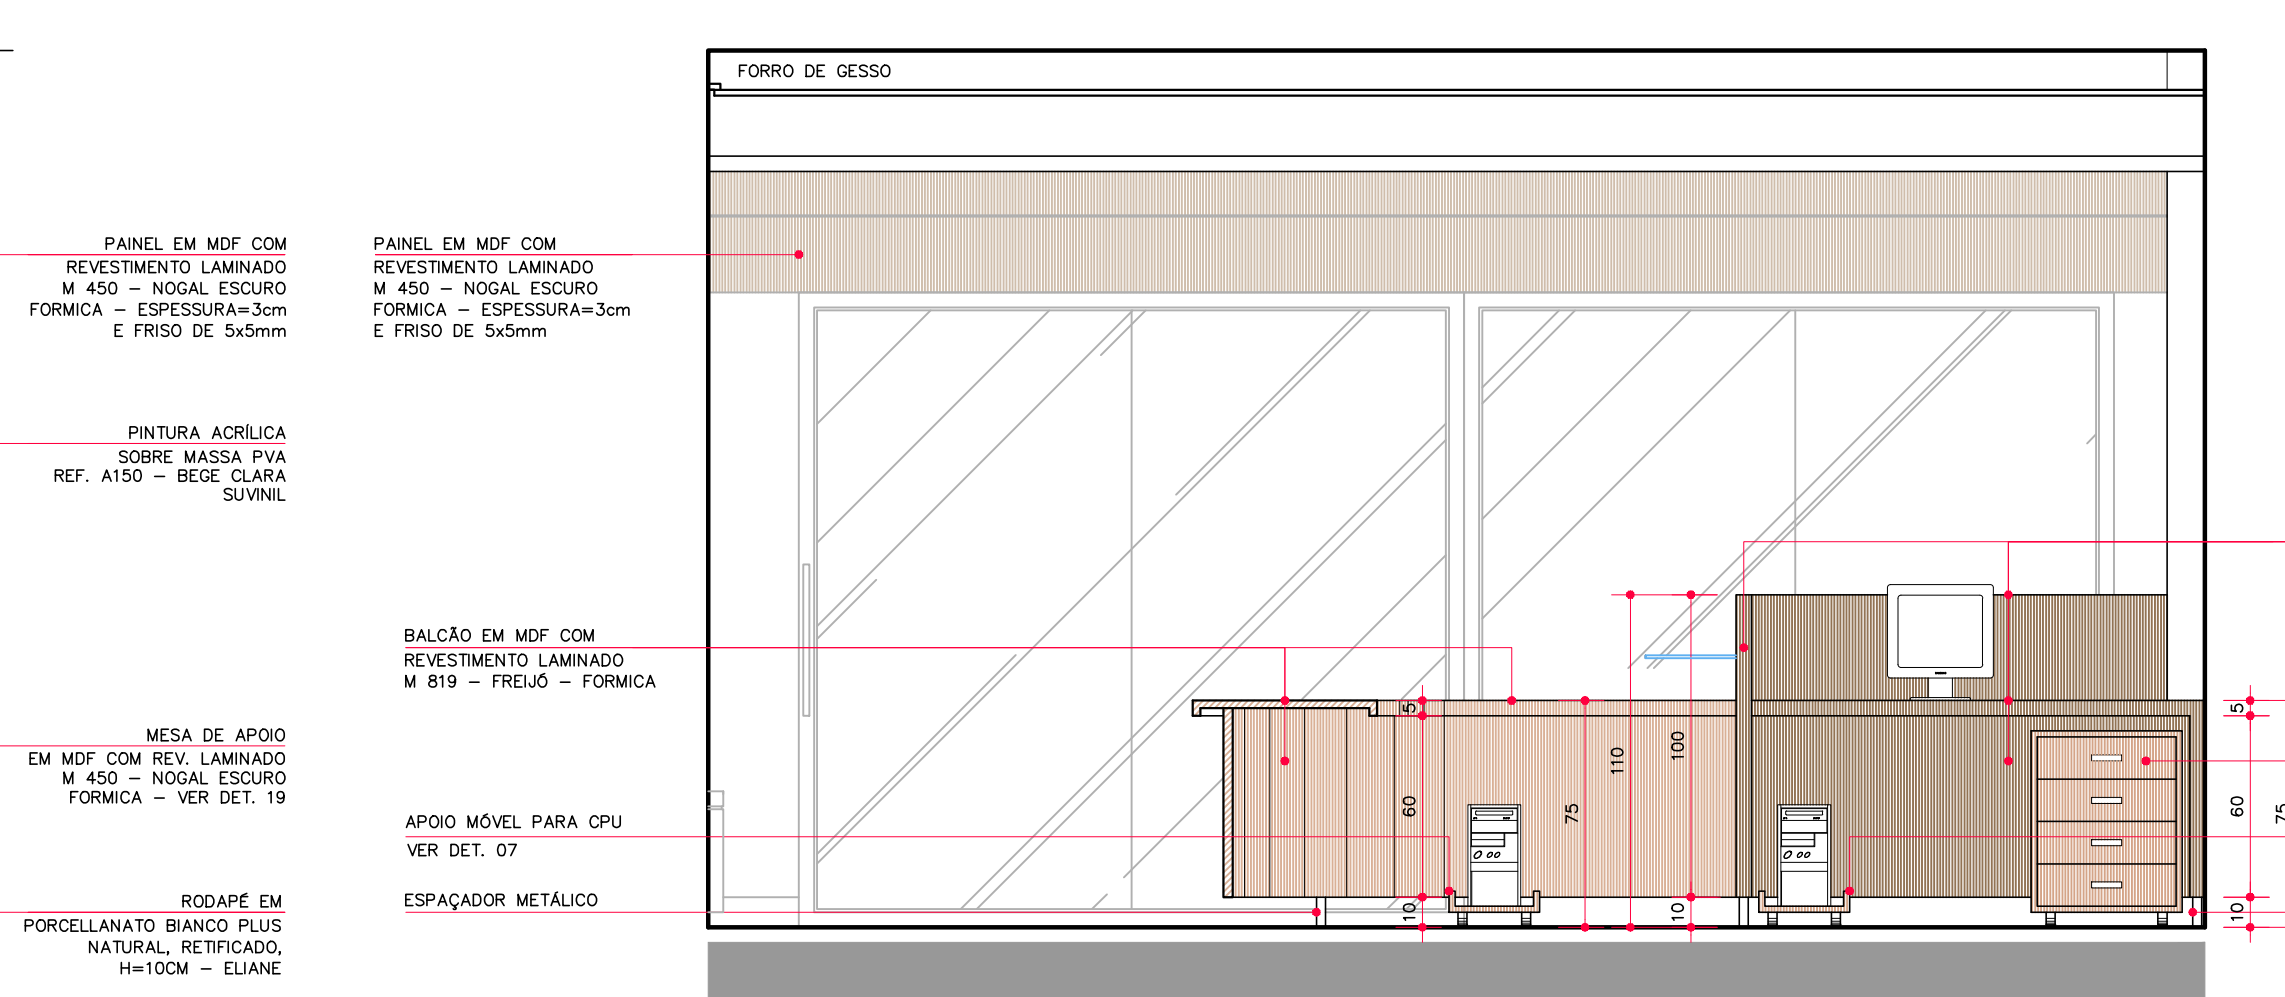 FORRO DE GESSO
PAINEL EM MDF COM
REVESTIMENTO LAMINADO
M 450 – NOGAL ESCURO
FORMICA – ESPESSURA=3cm
E FRISO DE 5x5mm
PAINEL EM MDF COM
REVESTIMENTO LAMINADO
M 450 – NOGAL ESCURO
FORMICA – ESPESSURA=3cm
E FRISO DE 5x5mm
PINTURA ACRÍLICA
SOBRE MASSA PVA
REF. A150 – BEGE CLARA
SUVINIL
BALCÃO EM MDF COM
REVESTIMENTO LAMINADO
M 819 – FREIJÓ – FORMICA
MESA DE APOIO
EM MDF COM REV. LAMINADO
M 450 – NOGAL ESCURO
FORMICA – VER DET. 19
APOIO MÓVEL PARA CPU
VER DET. 07
ESPAÇADOR METÁLICO
RODAPÉ EM
PORCELLANATO BIANCO PLUS
NATURAL, RETIFICADO,
H=10CM – ELIANE
5
60
10
75
110
100
10
5
60
10
75